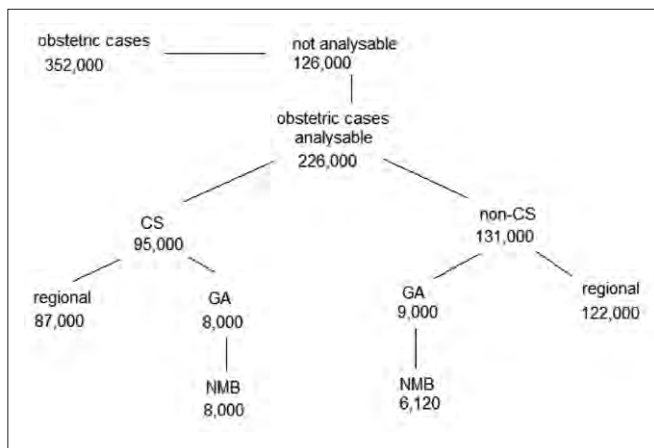 obstetric cases
352,000
not analysable
126,000
obstetric cases
analysable
226,000
CS
95,000
non-CS
131,000
regional
87,000
GA
8,000
GA
9,000
regional
122,000
NMB
8,000
NMB
6,120